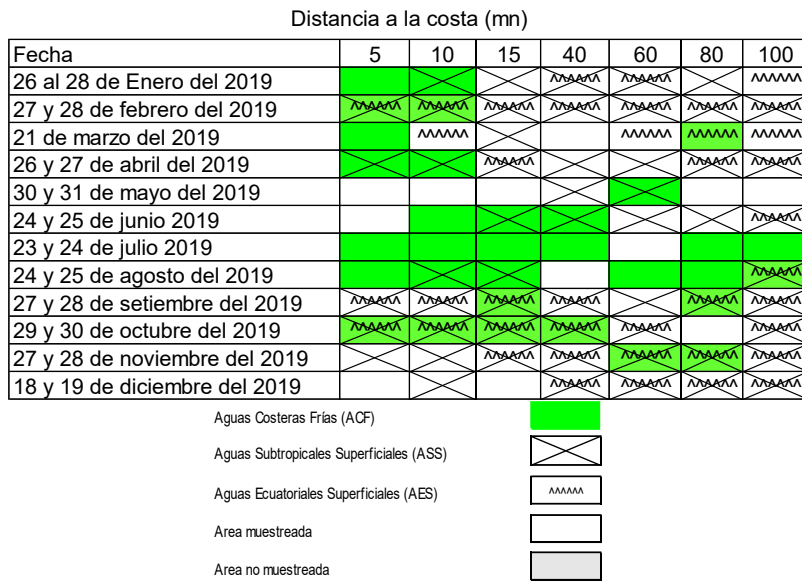 Distancia a la costa (mn)
Fecha 5 10 15 40 60 80 100
26 al 28 de Enero del 2019 ^^^^^^ ^^^^^^ ^^^^^^
27 y 28 de febrero del 2019 ^^^^^^ ^^^^^^ ^^^^^^ ^^^^^^ ^^^^^^ ^^^^^^ ^^^^^^
21 de marzo del 2019 ^^^^^^ ^^^^^^ ^^^^^^ ^^^^^^
26 y 27 de abril del 2019 ^^^^^^ ^^^^^^ ^^^^^^
30 y 31 de mayo del 2019
24 y 25 de junio 2019 ^^^^^^
23 y 24 de julio 2019
24 y 25 de agosto del 2019 ^^^^^^
27 y 28 de setiembre del 2019 ^^^^^^ ^^^^^^ ^^^^^^ ^^^^^^ ^^^^^^ ^^^^^^
29 y 30 de octubre del 2019 ^^^^^^ ^^^^^^ ^^^^^^ ^^^^^^ ^^^^^^ ^^^^^^
27 y 28 de noviembre del 2019 ^^^^^^ ^^^^^^ ^^^^^^ ^^^^^^ ^^^^^^
18 y 19 de diciembre del 2019 ^^^^^^ ^^^^^^ ^^^^^^ ^^^^^^
Aguas Costeras Frías (ACF)
Aguas Subtropicales Superficiales (ASS)
Aguas Ecuatoriales Superficiales (AES) ^^^^^^
Area muestreada
Area no muestreada